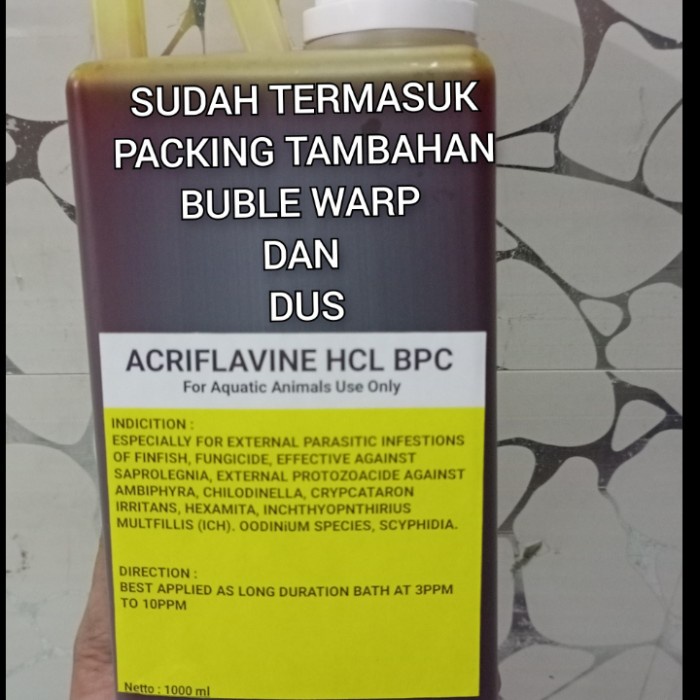 SUDAH TERMASUK
PACKING TAMBAHAN
BUBLE WARP
DAN
DUS
ACRIFLAVINE HCL BPC
For Aquatic Animals Use Only
INDICITION :
ESPECIALLY FOR EXTERNAL PARASITIC INFESTIONS
OF FINFISH, FUNGICIDE, EFFECTIVE AGAINST
SAPROLEGNIA, EXTERNAL PROTOZOACIDE AGAINST
AMBIPHYRA, CHILODINELLA, CRYPCATARON
IRRITANS, HEXAMITA, INCHTHYOPNTHIRIUS
MULTFILLIS (ICH). OODINiUM SPECIES, SCYPHIDIA.
DIRECTION :
BEST APPLIED AS LONG DURATION BATH AT 3PPM
TO 10PPM
Netto : 1000 ml